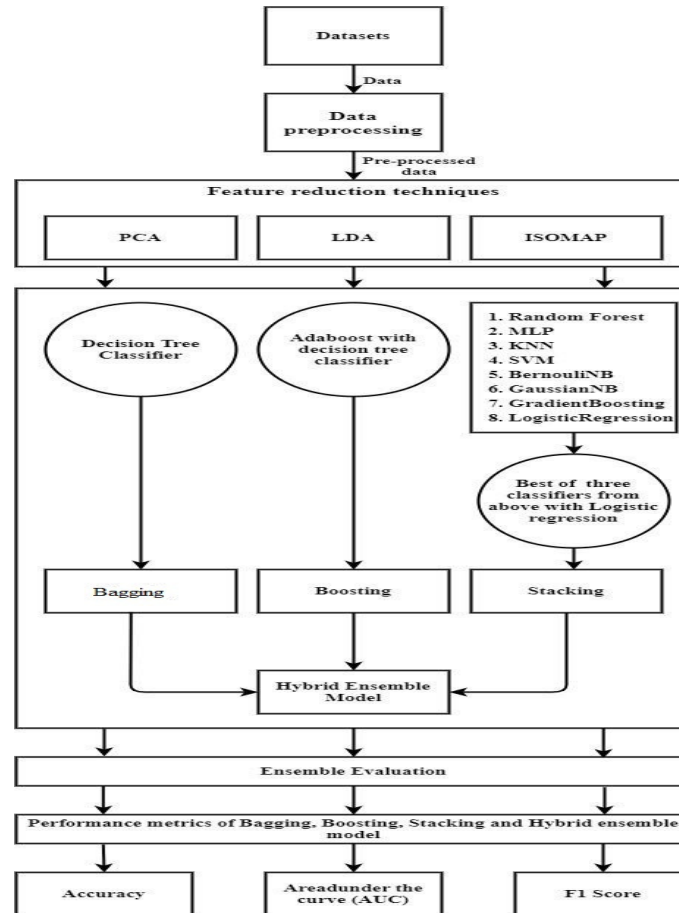 Datasets
Data
Data
preprocessing
Pre-processed
data
Feature reduction techniques
PCA
LDA
ISOMAP
Decision Tree
Classifier
Adaboost with
decision tree
classifier
1. Random Forest
2. MLP
3. KNN
4. SVM
5. BernouliNB
6. GaussianNB
7. GradientBoosting
8. LogisticRegression
Best of three
classifiers from
above with Logistic
regression
Bagging
Boosting
Stacking
Hybrid Ensemble
Model
Ensemble Evaluation
Performance metrics of Bagging, Boosting, Stacking and Hybrid ensemble
model
Accuracy
Areadunder the
curve (AUC)
F1 Score